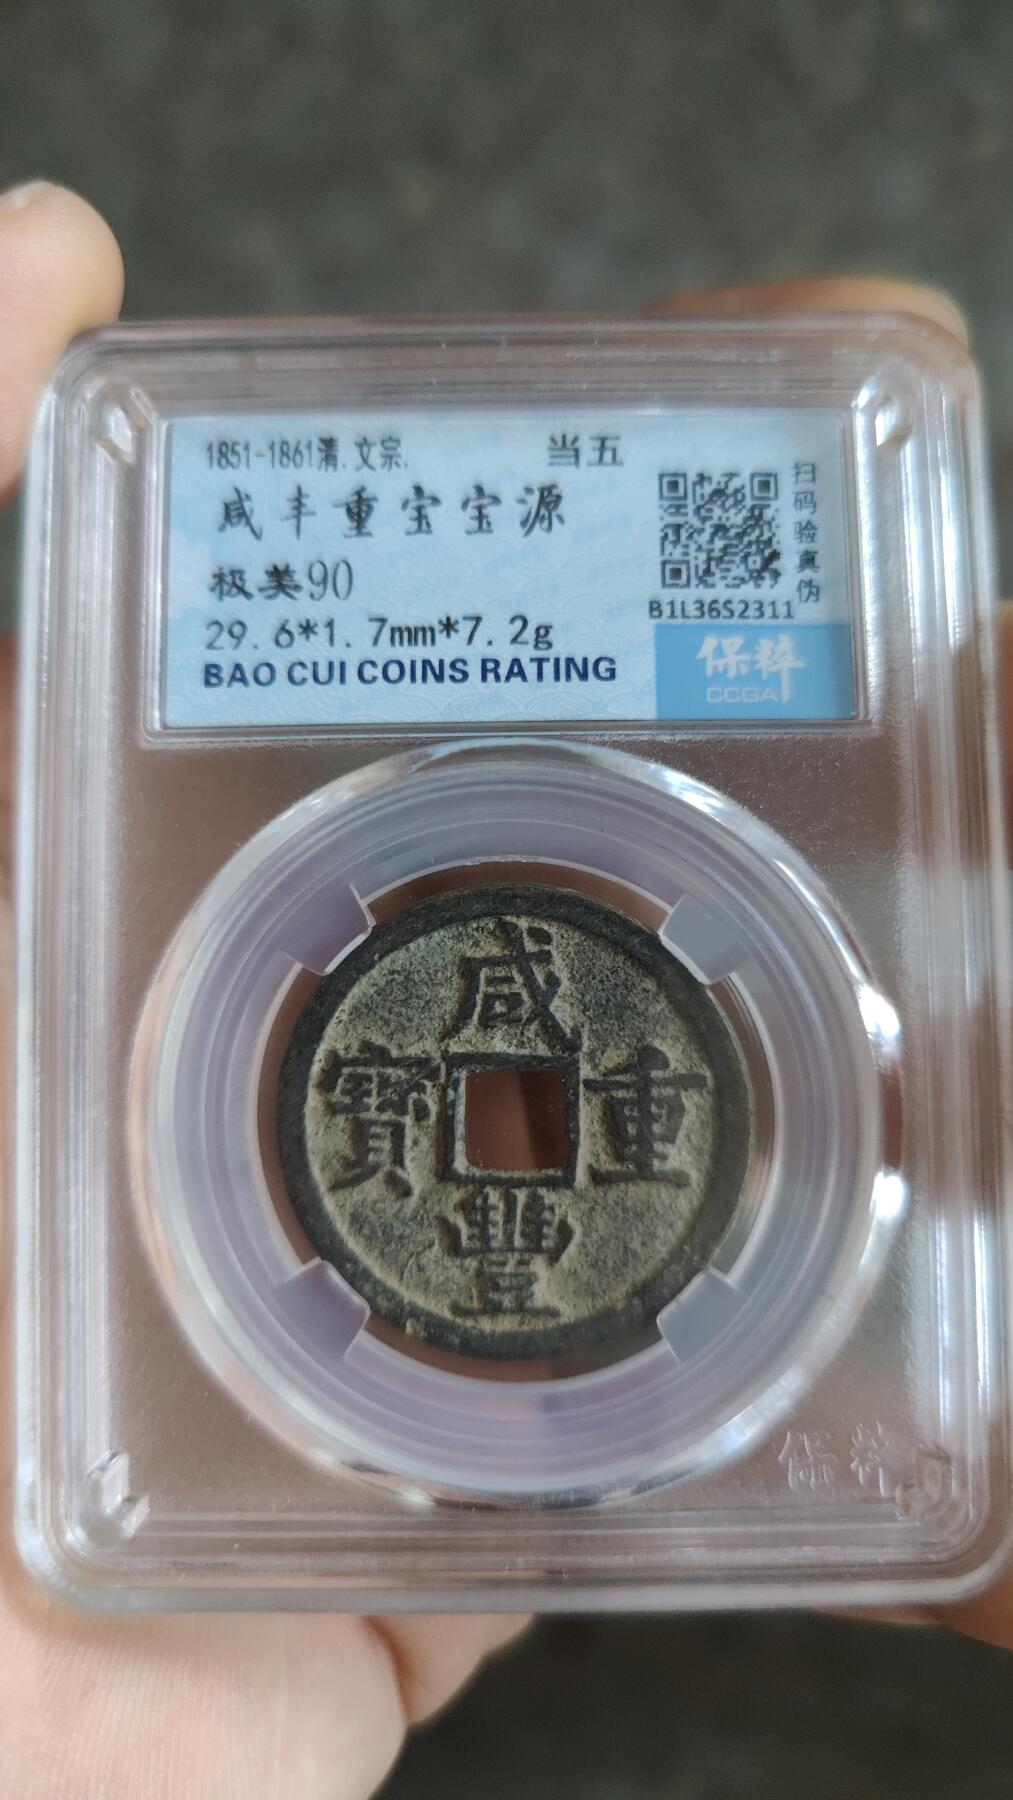 1851-1861清.文宗.
当五
咸丰重宝宝源
极美90
29.6*1.7mm*7.2g
BAO CUI COINS RATING
扫码验真伪
B1L36S2311
保粹
CCGA
咸豐重寶
保粹